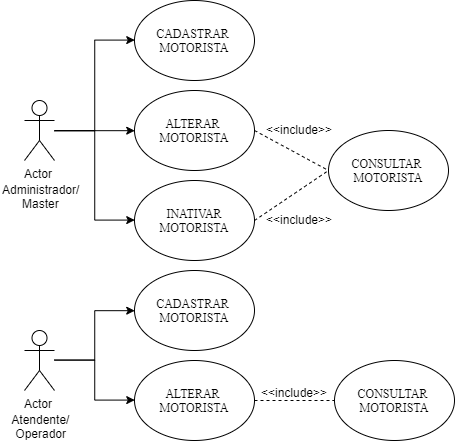 CADASTRAR
MOTORISTA
ALTERAR
MOTORISTA
<<include>>
CONSULTAR
MOTORISTA
Actor
Administrador/
Master
INATIVAR
MOTORISTA
<<include>>
CADASTRAR
MOTORISTA
Actor
Atendente/
Operador
ALTERAR
MOTORISTA
<<include>>
CONSULTAR
MOTORISTA